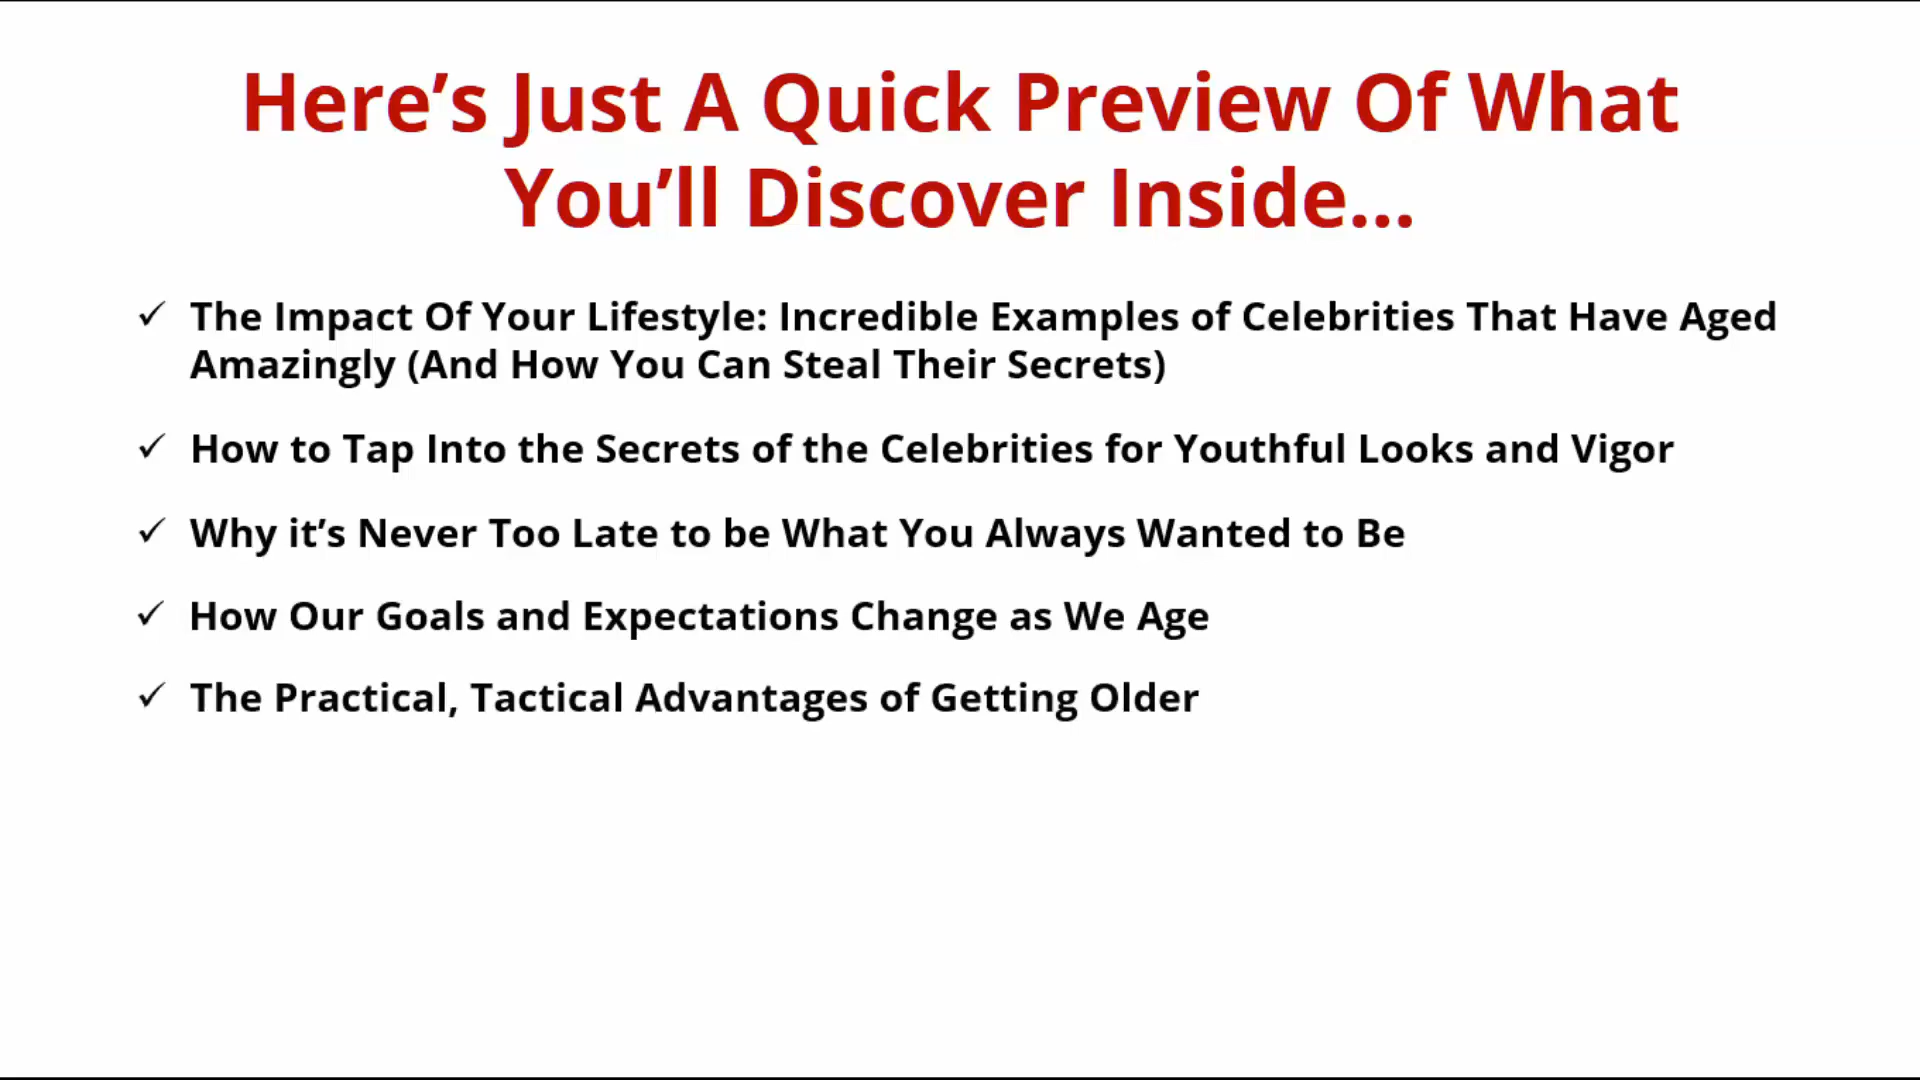 Here’s Just A Quick Preview Of What
You’ll Discover Inside...
✓ The Impact Of Your Lifestyle: Incredible Examples of Celebrities That Have Aged
Amazingly (And How You Can Steal Their Secrets)
✓ How to Tap Into the Secrets of the Celebrities for Youthful Looks and Vigor
✓ Why it’s Never Too Late to be What You Always Wanted to Be
✓ How Our Goals and Expectations Change as We Age
✓ The Practical, Tactical Advantages of Getting Older